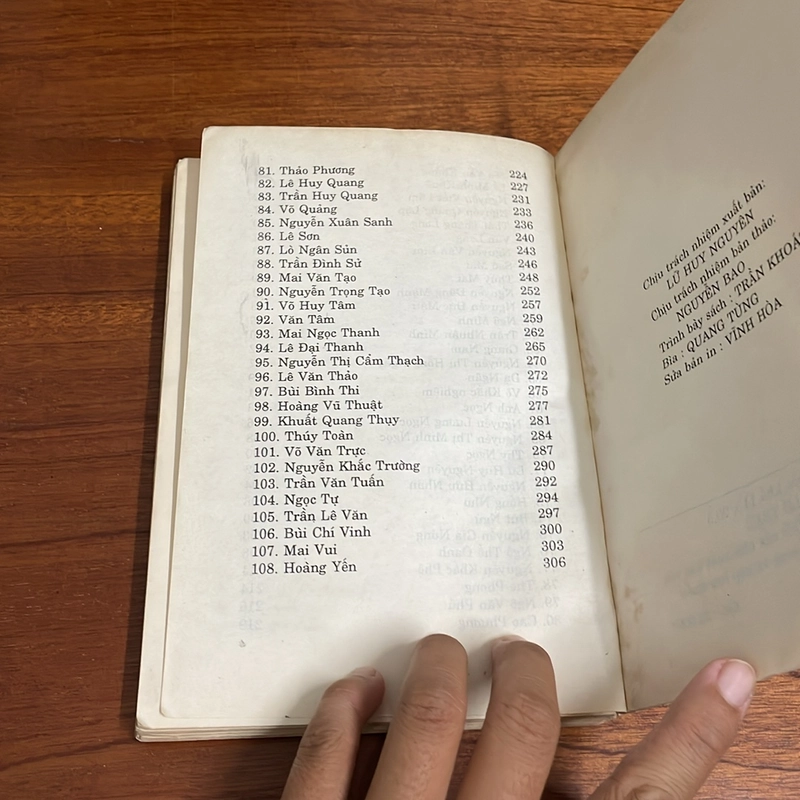 81. Thảo Phương 224
82. Lê Huy Quang 227
83. Trần Huy Quang 231
84. Võ Quảng 233
85. Nguyễn Xuân Sanh 236
86. Lê Sơn 240
87. Lò Ngân Sủn 243
88. Trần Đình Sử 246
89. Mai Văn Tạo 248
90. Nguyễn Trọng Tạo 252
91. Võ Huy Tâm 257
92. Văn Tâm 259
93. Mai Ngọc Thanh 262
94. Lê Đại Thanh 265
95. Nguyễn Thị Cẩm Thạch 270
96. Lê Văn Thảo 272
97. Bùi Bình Thi 275
98. Hoàng Vũ Thuật 277
99. Khuất Quang Thụy 281
100. Thúy Toàn 284
101. Võ Văn Trực 287
102. Nguyễn Khắc Trường 290
103. Trần Văn Tuấn 292
104. Ngọc Tự 294
105. Trần Lê Văn 297
106. Bùi Chí Vinh 300
107. Mai Vui 303
108. Hoàng Yến 306
Chịu trách nhiệm xuất bản:
LỮ HUY NGUYÊN
Chịu trách nhiệm bản thảo:
NGUYÊN BAO
Trình bày sách : TRẦN
Bìa : QUANG TÙNG
Sửa bản in : VĨNH HÒA